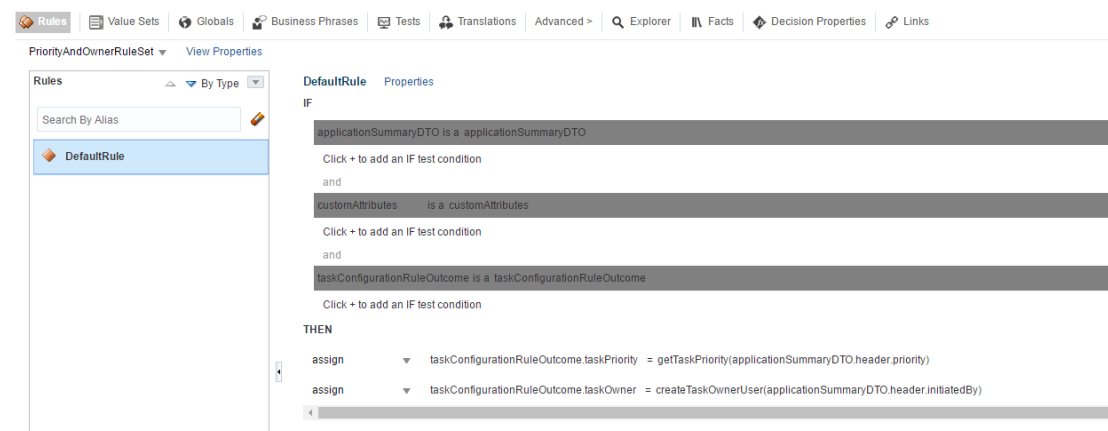 Rules Value Sets Globals Business Phrases Tests Translations Advanced > Explorer Facts Decision Properties Links
PriorityAndOwnerRuleSet View Properties
Rules By Type
Search By Alias
DefaultRule
DefaultRule Properties
IF
applicationSummaryDTO is a applicationSummaryDTO
Click + to add an IF test condition
and
customAttributes is a customAttributes
Click + to add an IF test condition
and
taskConfigurationRuleOutcome is a taskConfigurationRuleOutcome
Click + to add an IF test condition
THEN
assign taskConfigurationRuleOutcome.taskPriority = getTaskPriority(applicationSummaryDTO.header.priority)
assign taskConfigurationRuleOutcome.taskOwner = createTaskOwnerUser(applicationSummaryDTO.header.initiatedBy)